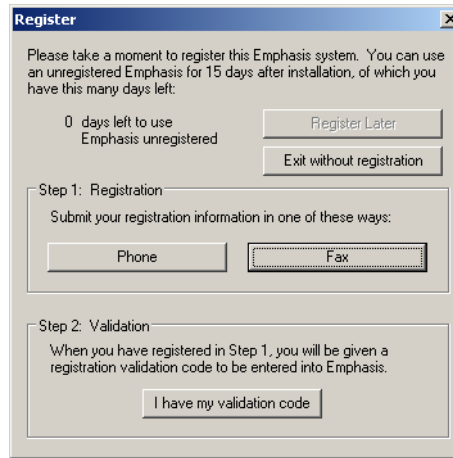 Register
Please take a moment to register this Emphasis system. You can use
an unregistered Emphasis for 15 days after installation, of which you
have this many days left:
0 days left to use
Emphasis unregistered
Register Later
Exit without registration
Step 1: Registration
Submit your registration information in one of these ways:
Phone
Fax
Step 2: Validation
When you have registered in Step 1, you will be given a
registration validation code to be entered into Emphasis.
I have my validation code